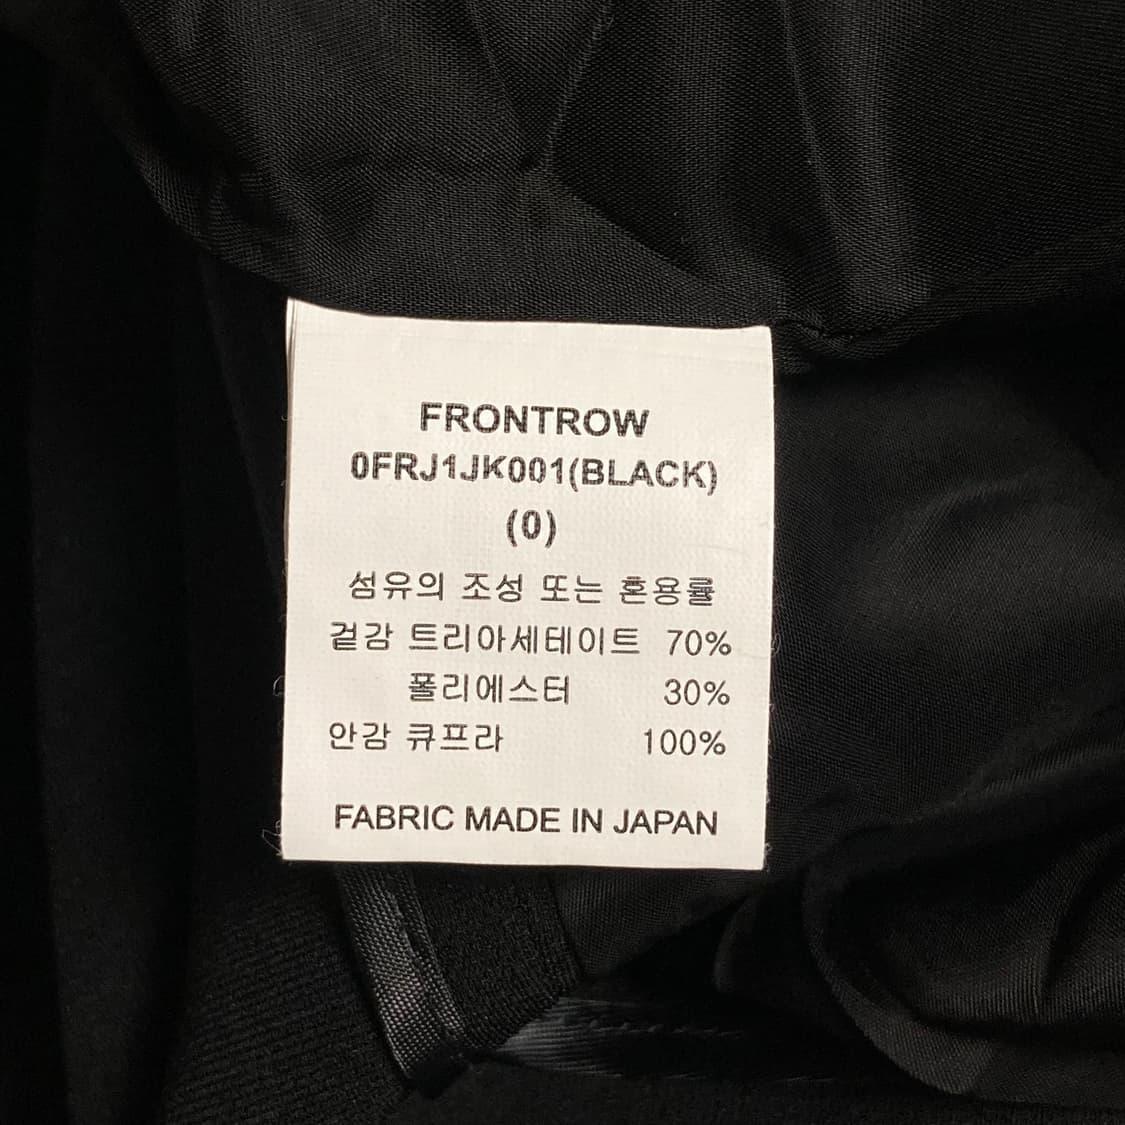 FRONTROW
0FRJ1JK001(BLACK)
(0)
섬유의 조성 또는 혼용률
겉감 트리아세테이트 70%
폴리에스터 30%
안감 큐프라 100%
FABRIC MADE IN JAPAN